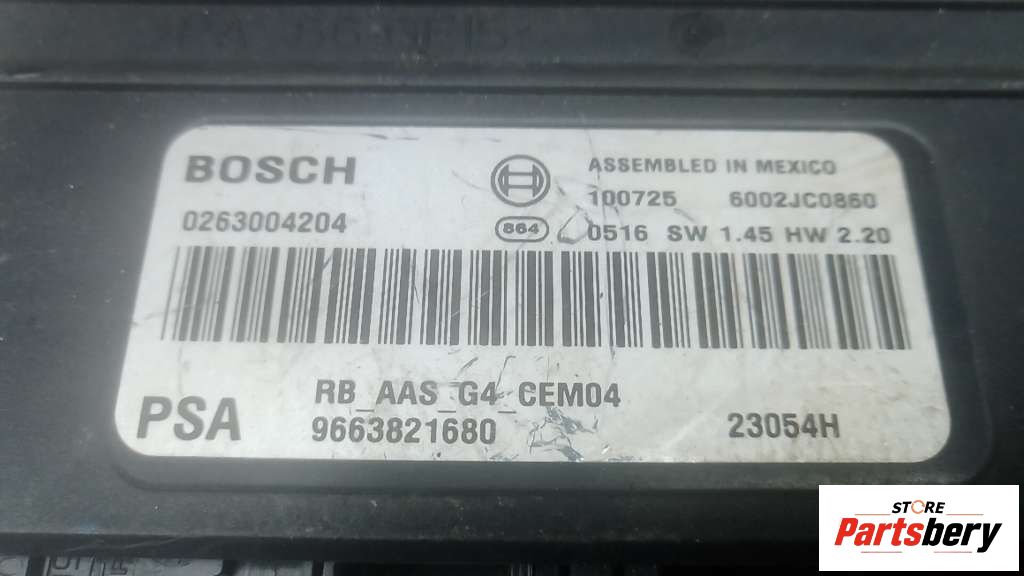 BOSCH
0263004204
864
ASSEMBLED IN MEXICO
100725 6002JC0860
0516 SW 1.45 HW 2.20
RB_AAS_G4_CEM04
PSA 9663821680 23054H
STORE
Partsbery